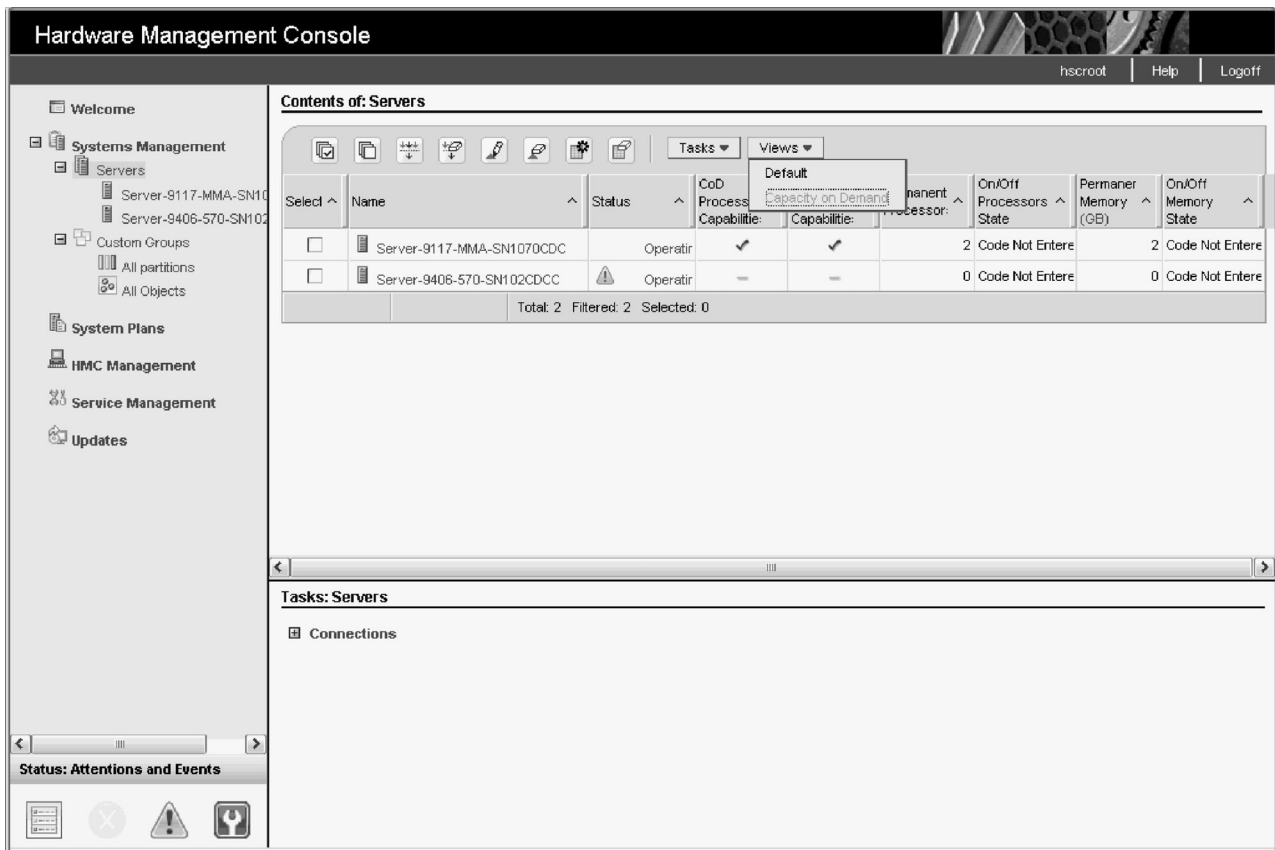 Hardware Management Console
hscroot Help Logoff
Welcome
Systems Management
Servers
Server-9117-MMA-SN10
Server-9406-570-SN102
Custom Groups
All partitions
All Objects
System Plans
HMC Management
Service Management
Updates
Status: Attentions and Events
Contents of: Servers
Tasks Views
Default
Capacity on Demand
Select Name Status CoD Process Capabilitie: Capabilitie: manent On/Off Processors State Permaner Memory (GB) On/Off Memory State
Server-9117-MMA-SN1070CDC Operatir 2 Code Not Entere 2 Code Not Entere
Server-9406-570-SN102CDCC Operatir 0 Code Not Entere 0 Code Not Entere
Total: 2 Filtered: 2 Selected: 0
Tasks: Servers
Connections